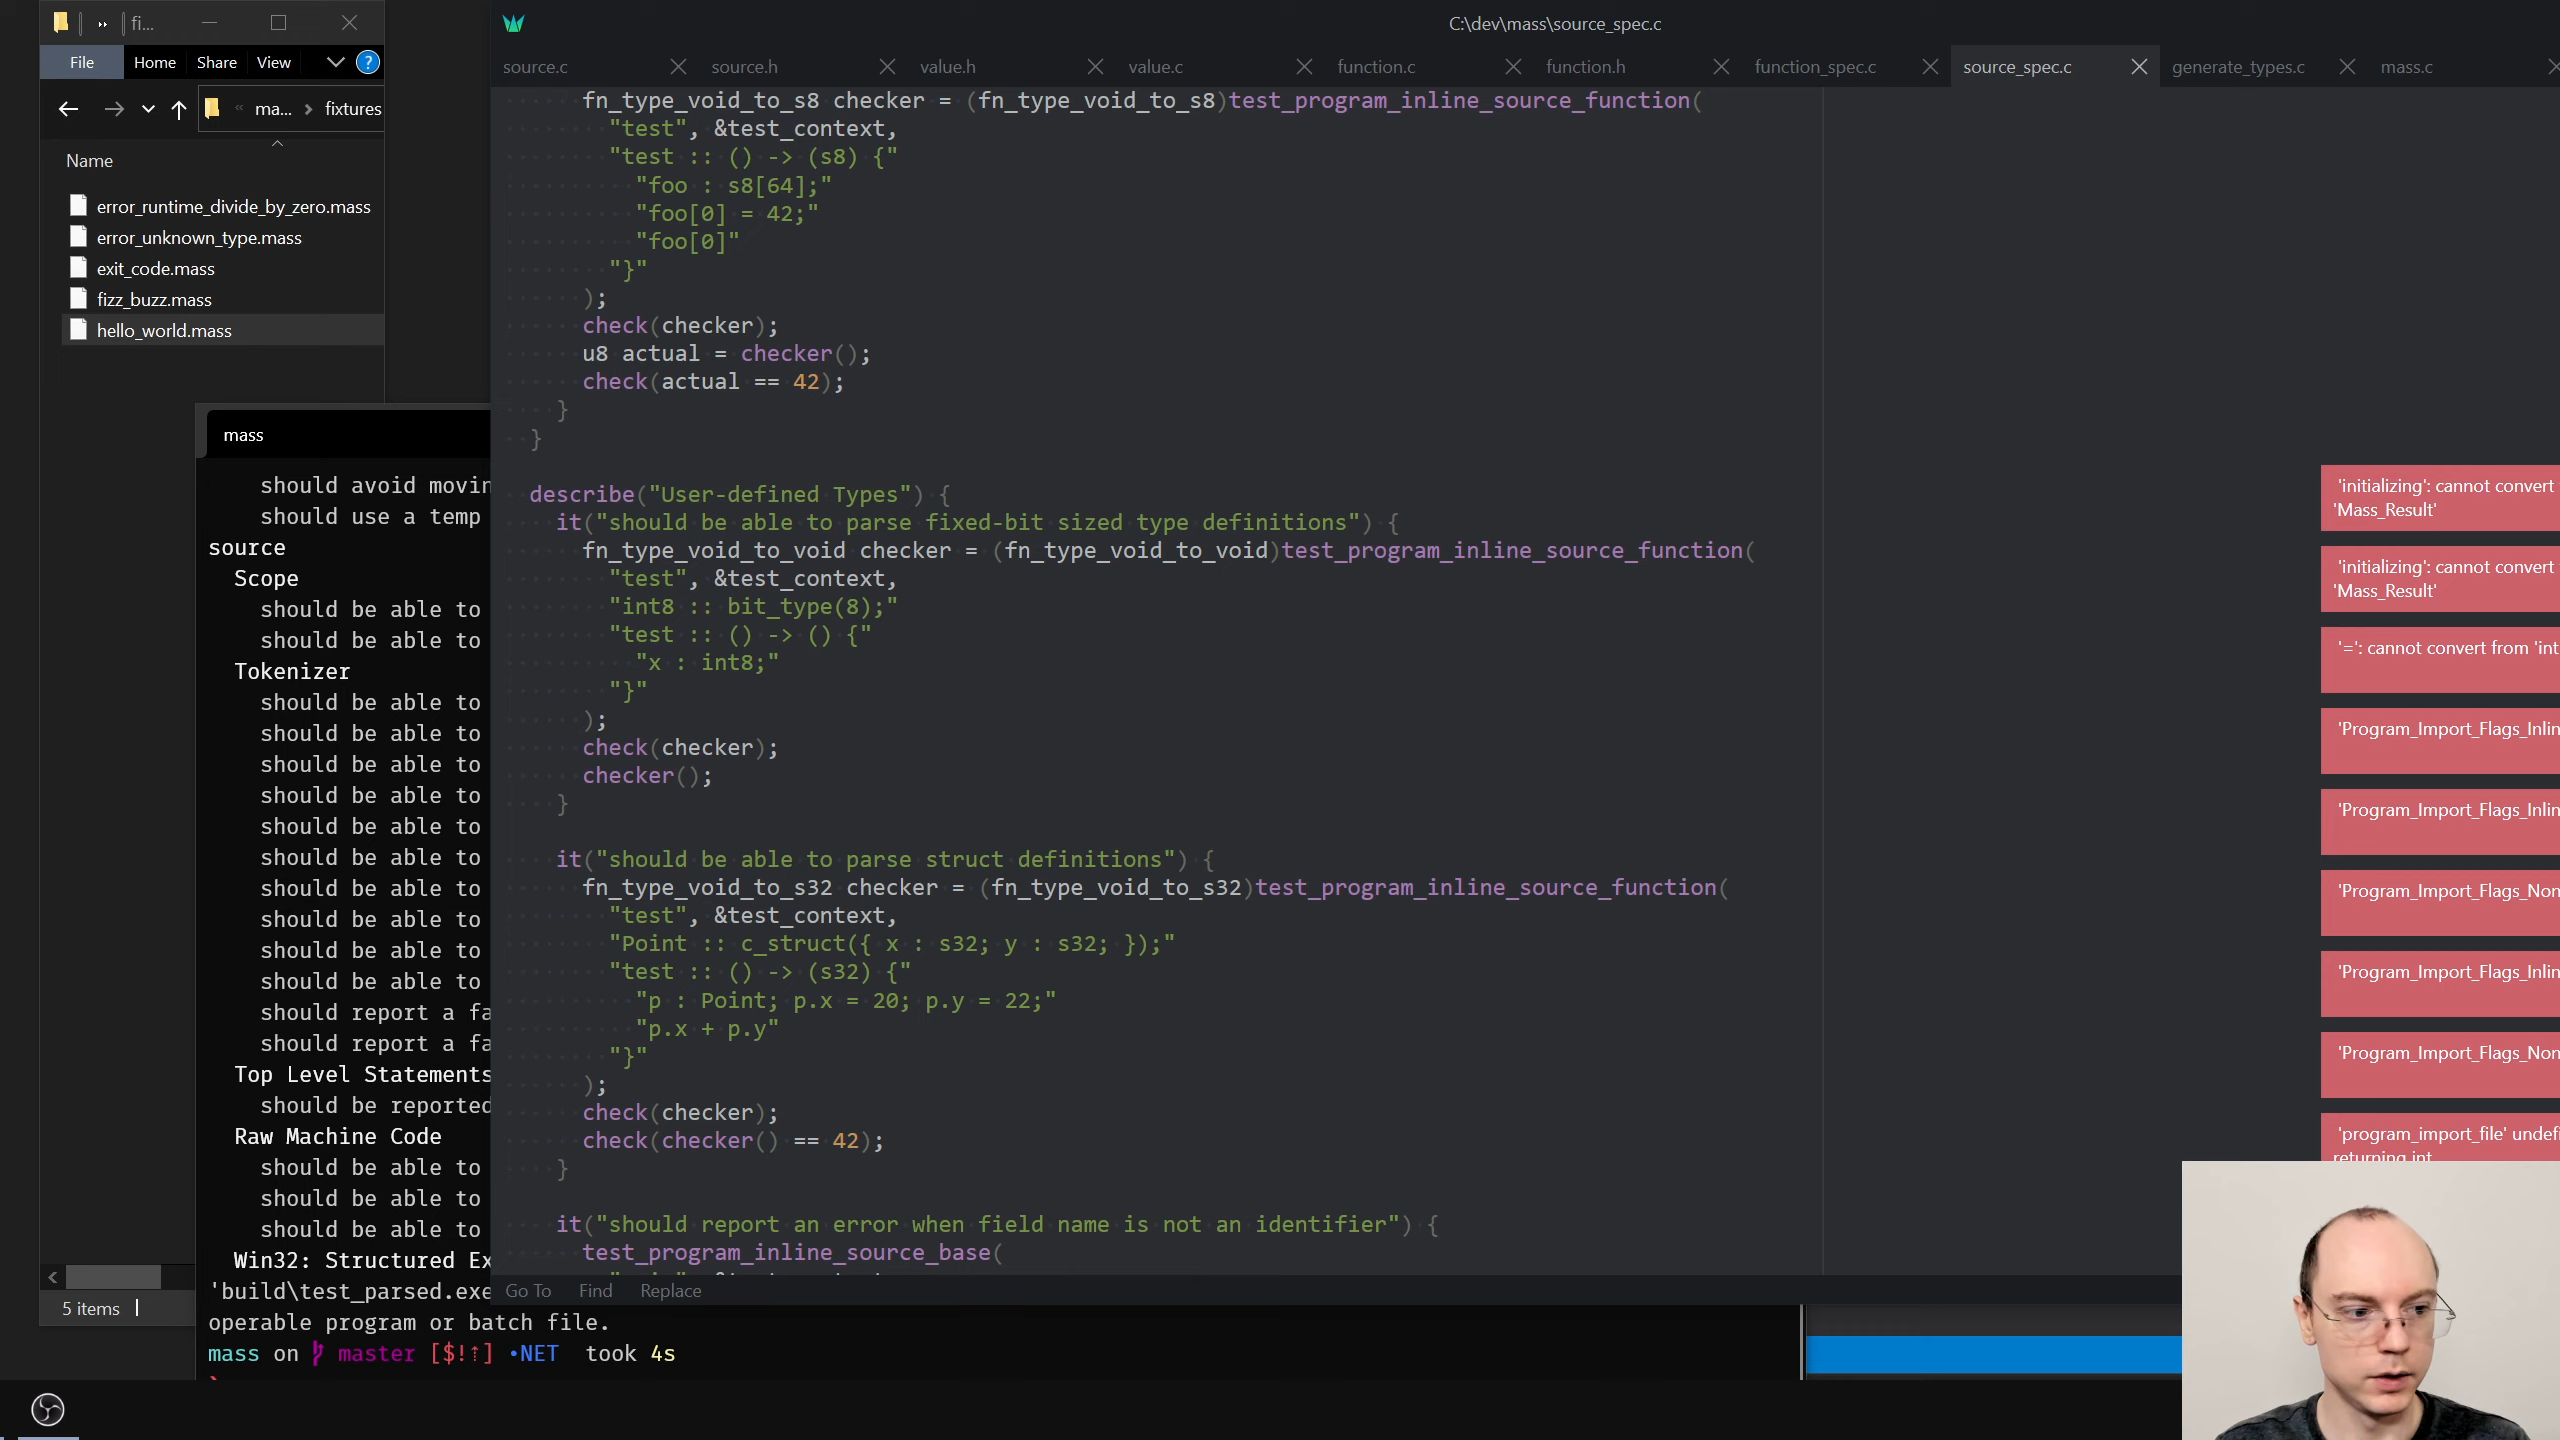 fi...
File
Home
Share
View
?
ma... > fixtures
Name
error_runtime_divide_by_zero.mass
error_unknown_type.mass
exit_code.mass
fizz_buzz.mass
hello_world.mass
5 items
mass
should avoid movin
should use a temp
source
Scope
should be able to
should be able to
Tokenizer
should be able to
should be able to
should be able to
should be able to
should be able to
should be able to
should be able to
should be able to
should be able to
should be able to
should report a fa
should report a fa
Top Level Statements
should be reported
Raw Machine Code
should be able to
should be able to
should be able to
Win32: Structured Ex
'build\test_parsed.exe
operable program or batch file.
mass on master [$!⇡] •NET took 4s
C:\dev\mass\source_spec.c
source.c
source.h
value.h
value.c
function.c
function.h
function_spec.c
source_spec.c
generate_types.c
mass.c
fn_type_void_to_s8 checker = (fn_type_void_to_s8)test_program_inline_source_function(
"test", &test_context,
"test :: () -> (s8) {"
"foo : s8[64];"
"foo[0] = 42;"
"foo[0]"
"}"
);
check(checker);
u8 actual = checker();
check(actual == 42);
}
}
describe("User-defined Types") {
it("should be able to parse fixed-bit sized type definitions") {
fn_type_void_to_void checker = (fn_type_void_to_void)test_program_inline_source_function(
"test", &test_context,
"int8 :: bit_type(8);"
"test :: () -> () {"
"x : int8;"
"}"
);
check(checker);
checker();
}
it("should be able to parse struct definitions") {
fn_type_void_to_s32 checker = (fn_type_void_to_s32)test_program_inline_source_function(
"test", &test_context,
"Point :: c_struct({ x : s32; y : s32; });"
"test :: () -> (s32) {"
"p : Point; p.x = 20; p.y = 22;"
"p.x + p.y"
"}"
);
check(checker);
check(checker() == 42);
}
it("should report an error when field name is not an identifier") {
test_program_inline_source_base(
Go To
Find
Replace
'initializing': cannot convert
'Mass_Result'
'initializing': cannot convert
'Mass_Result'
'=': cannot convert from 'int
'Program_Import_Flags_Inlin
'Program_Import_Flags_Inlin
'Program_Import_Flags_Non
'Program_Import_Flags_Inlin
'Program_Import_Flags_Non
'program_import_file' undefi
returning int